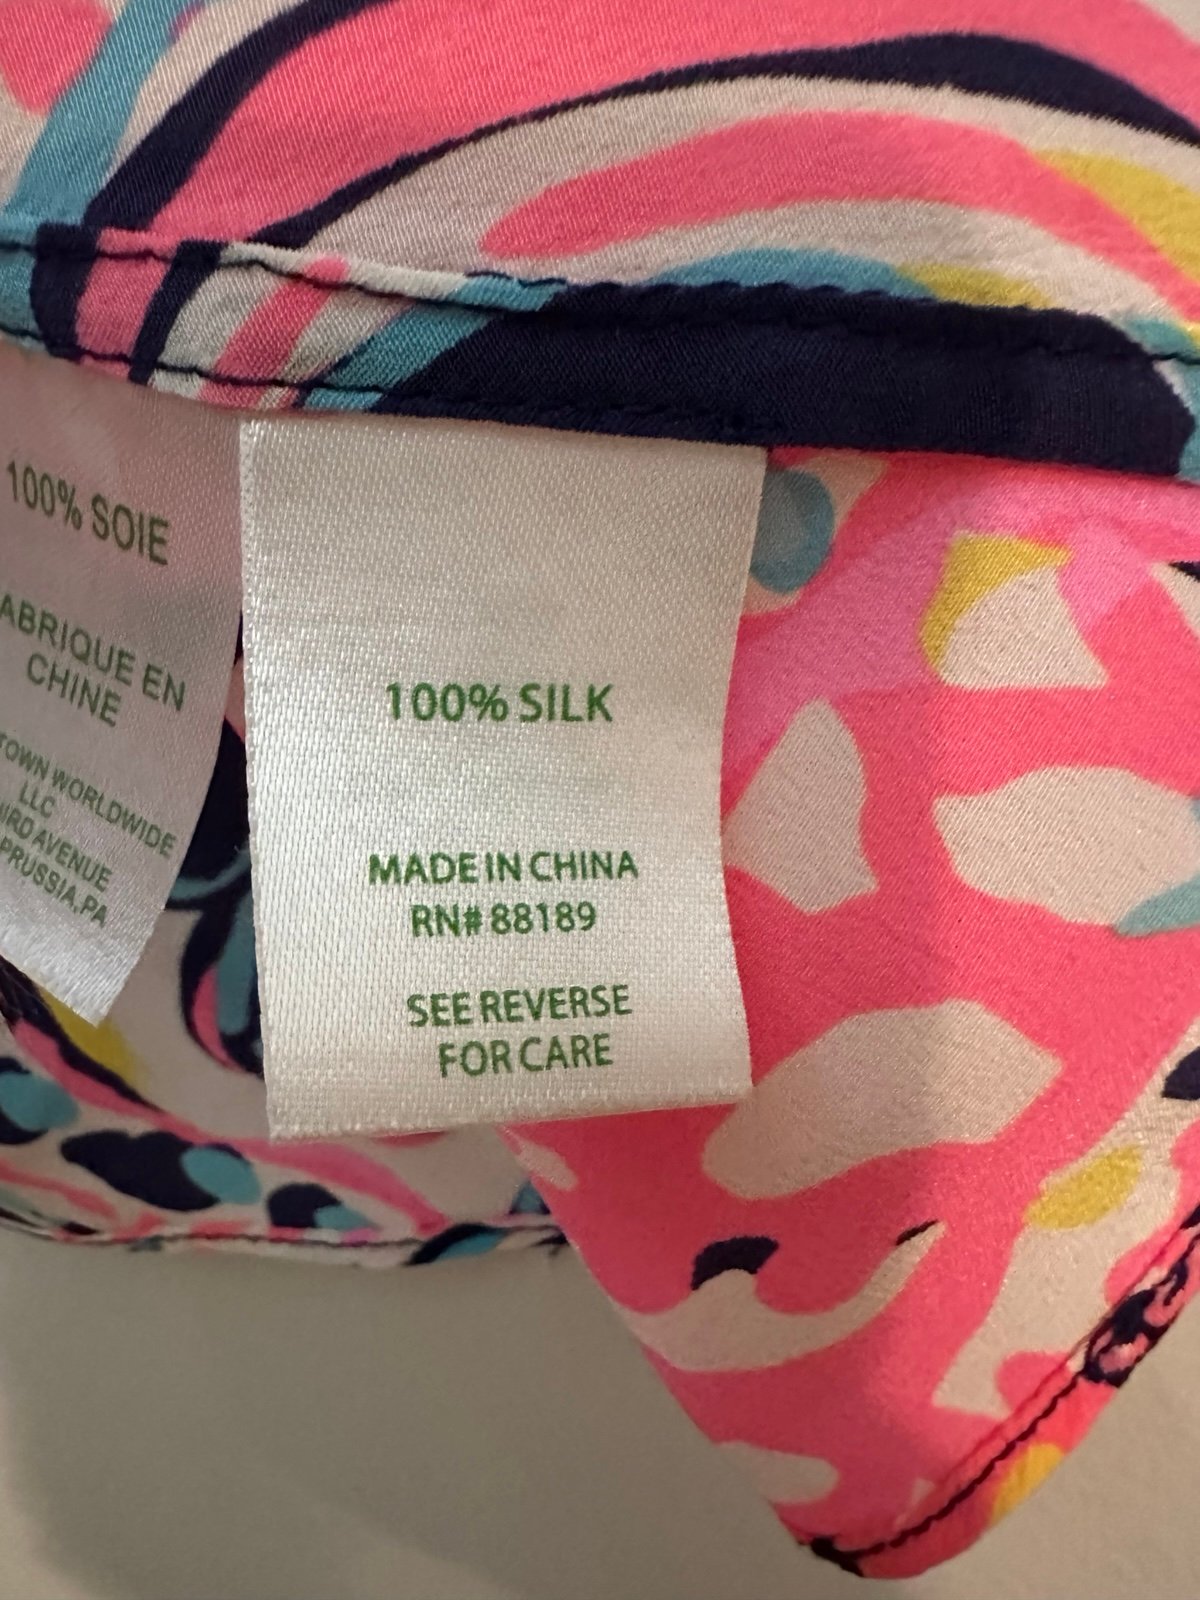 100% SOIE
ABRIQUE EN
CHINE
TOWN WORLDWIDE
LLC
IRD AVENUE
PRUSSIA, PA
100% SILK
MADE IN CHINA
RN# 88189
SEE REVERSE
FOR CARE